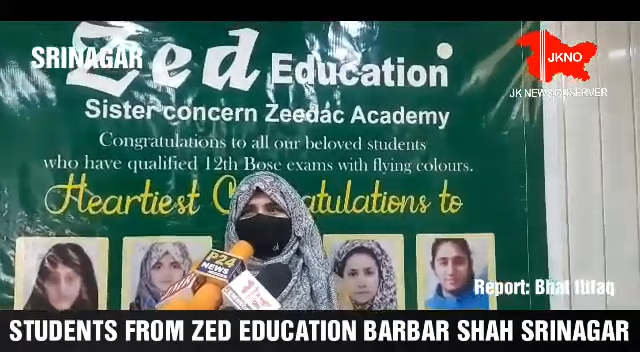 SRINAGAR
Zed Education
Sister concern Zeedac Academy
Congratulations to all our beloved students
who have qualified 12th Bose exams with flying colours.
Heartiest Congratulations to
JKNO
JK NEWS OBSERVER
P24
NEWS
Report: Bhat Itifaq
STUDENTS FROM ZED EDUCATION BARBAR SHAH SRINAGAR